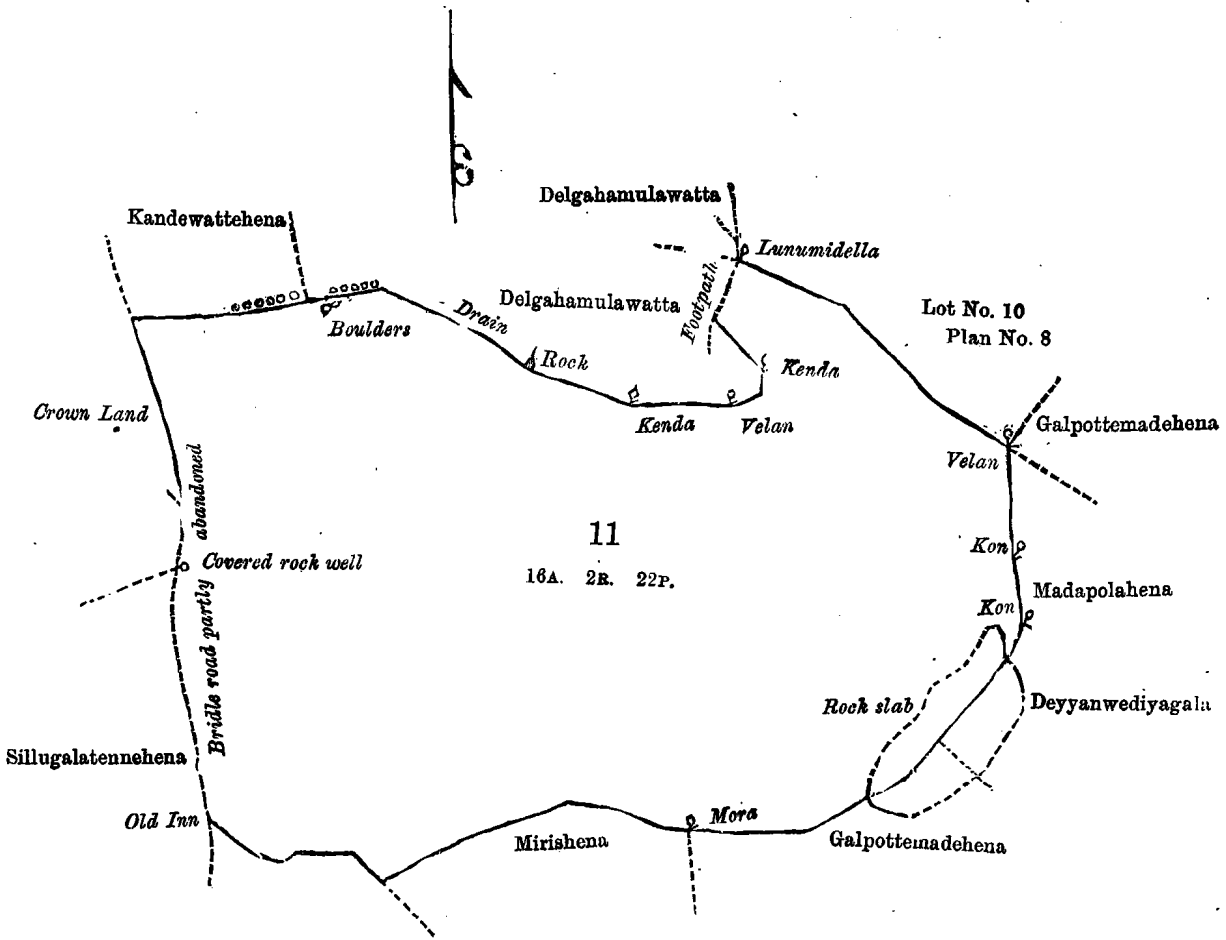 Delgahamulawatta
Kandewattehena
Lunumidella
Delgahamulawatta
Footpath
Lot No. 10
Plan No. 8
Boulders
Drain
Rock
Kenda
Crown Land
Kenda
Velan
Galpottemadehena
Velan
11
16A. 2R. 22P.
Covered rock well
Bridle road partly abandoned
Kon
Madapolahena
Kon
Rock slab
Deyyanwediyagala
Sillugalatennehena
Old Inn
Mora
Mirishena
Galpottemadehena